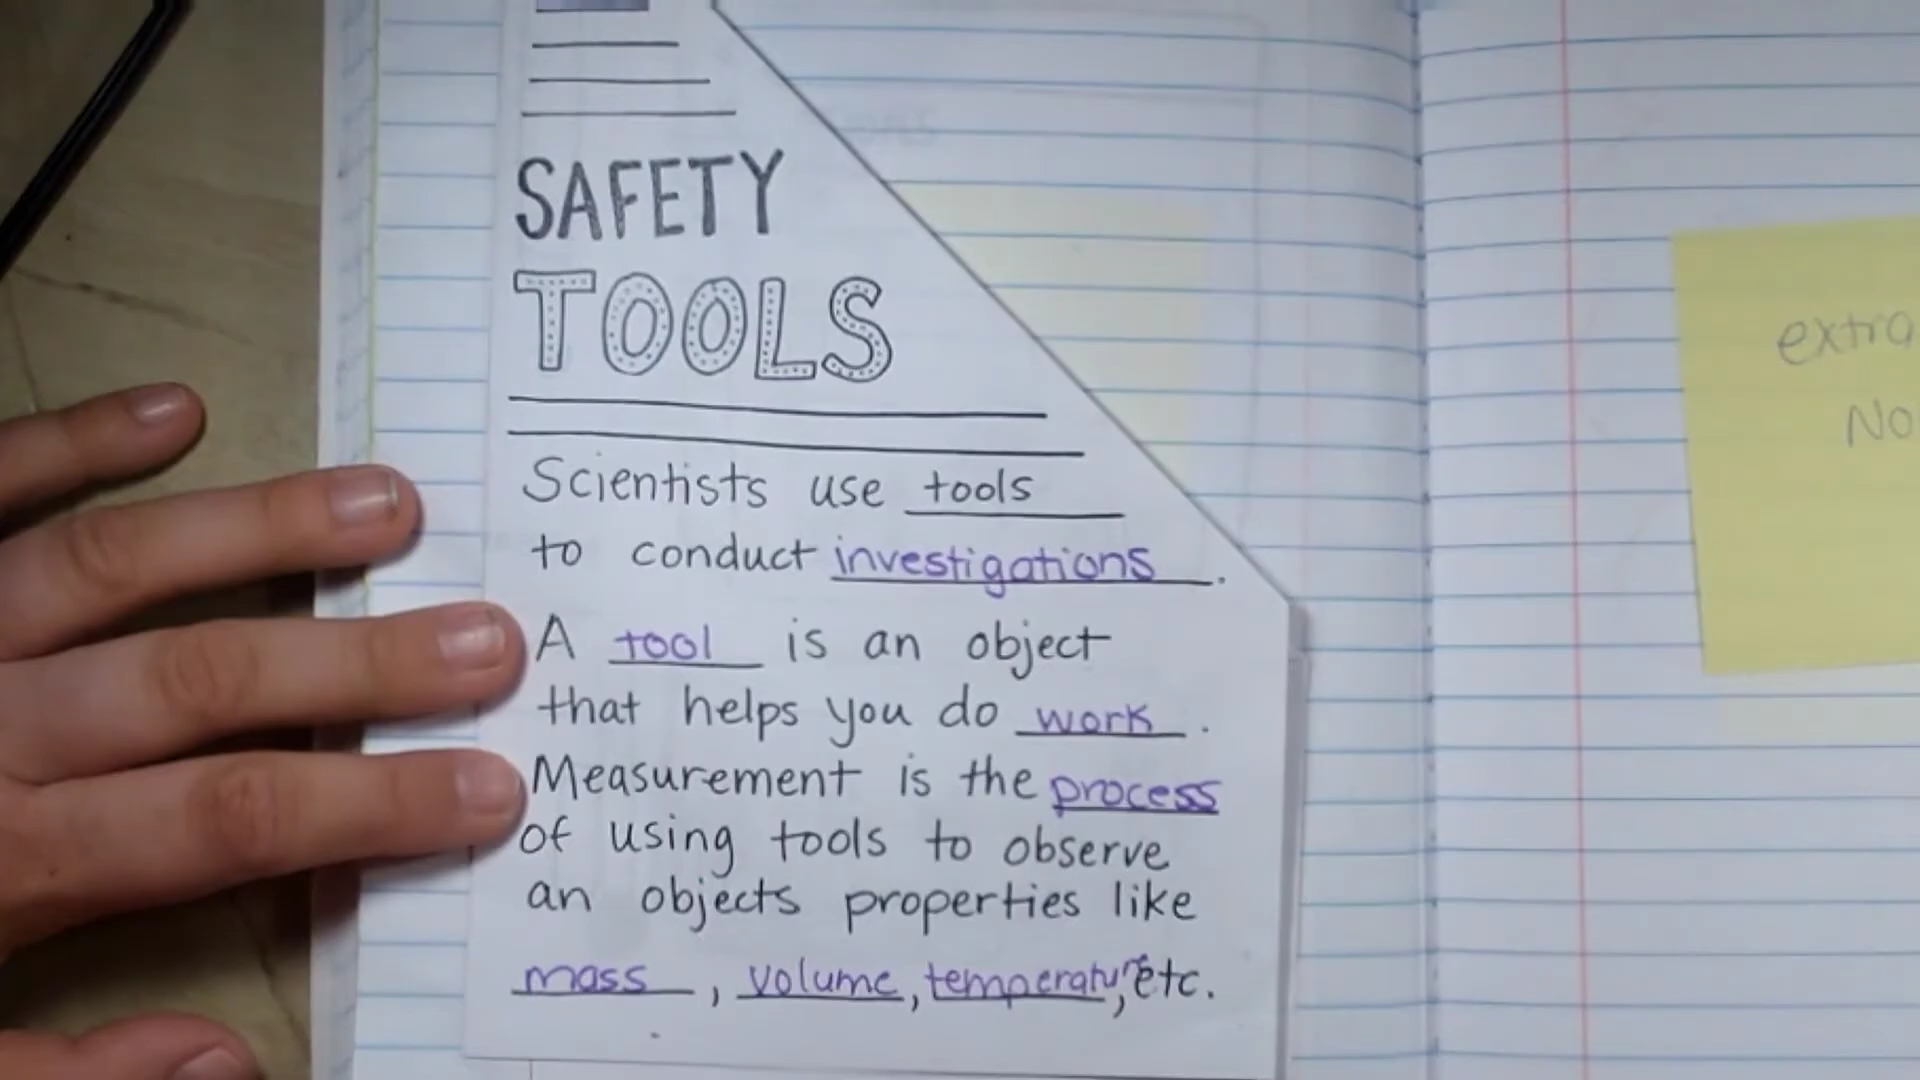 SAFETY
TOOLS
Scientists use tools
to conduct investigations.
A tool is an object
that helps you do work.
Measurement is the process
of using tools to observe
an objects properties like
mass, volume, temperature, etc.
extra
No